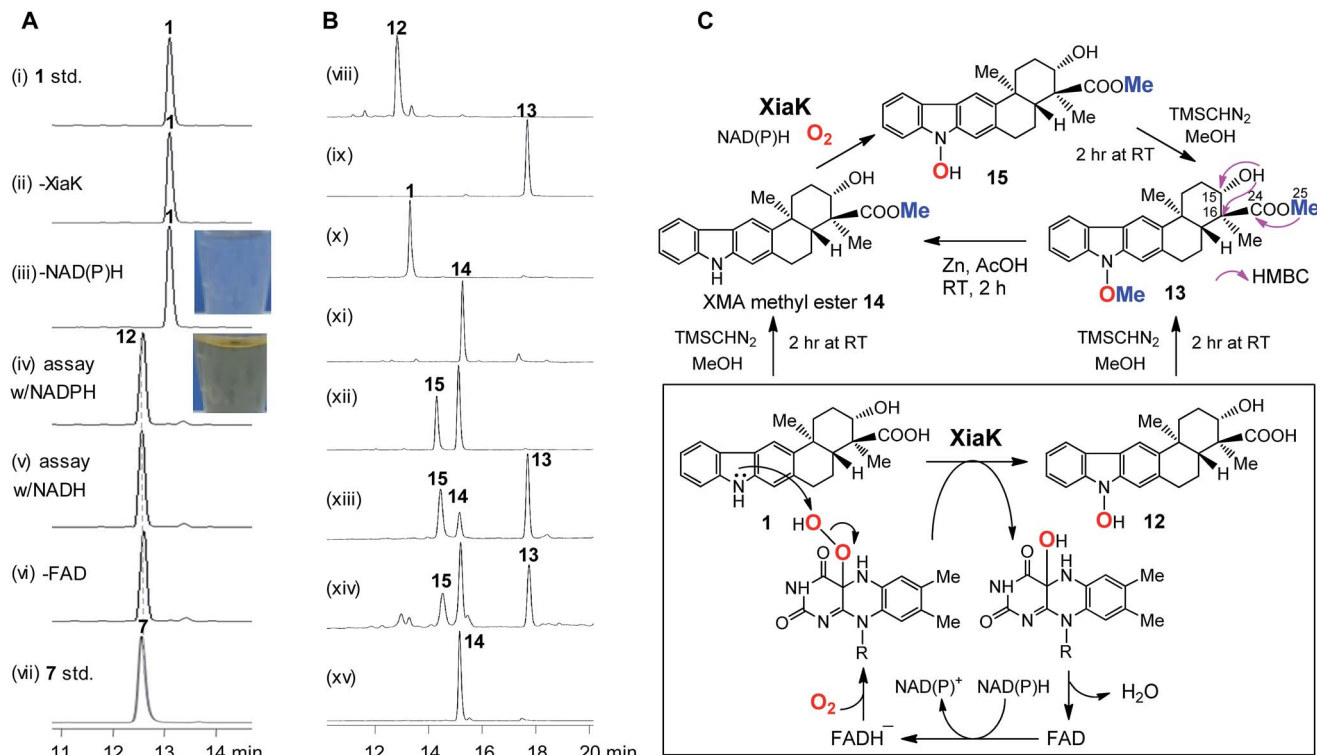 A
1
(i) 1 std.
1
(ii) -XiaK
1
(iii) -NAD(P)H
12
(iv) assay
w/NADPH
(v) assay
w/NADH
(vi) -FAD
7
(vii) 7 std.
11 12 13 14 min
B
12
(viii)
13
(ix)
1
(x)
14
(xi)
15
(xii)
13
15
14
(xiii)
13
15
(xiv)
14
(xv)
12 14 16 18 20 min
C
OH
Me
COOMe
Me
H
N
OH
15
XiaK
NAD(P)H O₂
TMSCHN₂
MeOH
2 hr at RT
OH
Me
COOMe
Me
H
N
H
XMA methyl ester 14
Zn, AcOH
RT, 2 h
OH
15
24
25
Me
16
COOMe
Me
H
N
OMe
13
HMBC
TMSCHN₂
MeOH
2 hr at RT
TMSCHN₂
MeOH
2 hr at RT
OH
Me
COOH
Me
H
N
H
1
XiaK
OH
Me
COOH
Me
H
N
OH
12
HO
O
O
H
N
Me
NH
Me
O
N
N
R
OH
O
H
N
Me
NH
Me
O
N
N
R
O₂
NAD(P)⁺
NAD(P)H
H₂O
FADH⁻
FAD